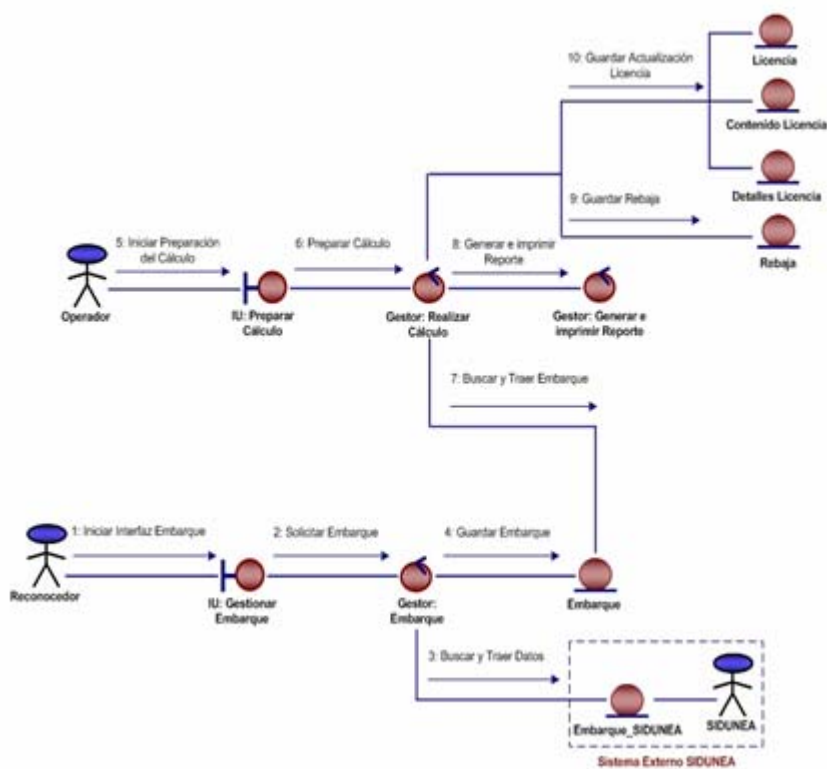 10: Guardar Actualización
Licencia
Licencia
Contenido Licencia
Detalles Licencia
9: Guardar Rebaja
Rebaja
5: Iniciar Preparación
del Cálculo
6: Preparar Cálculo
8: Generar e imprimir
Reporte
Operador
IU: Preparar
Cálculo
Gestor: Realizar
Cálculo
Gestor: Generar e
imprimir Reporte
7: Buscar y Traer Embarque
1: Iniciar Interfaz Embarque
2: Solicitar Embarque
4: Guardar Embarque
Reconocedor
IU: Gestionar
Embarque
Gestor:
Embarque
Embarque
3: Buscar y Traer Datos
Embarque_SIDUNEA
SIDUNEA
Sistema Externo SIDUNEA